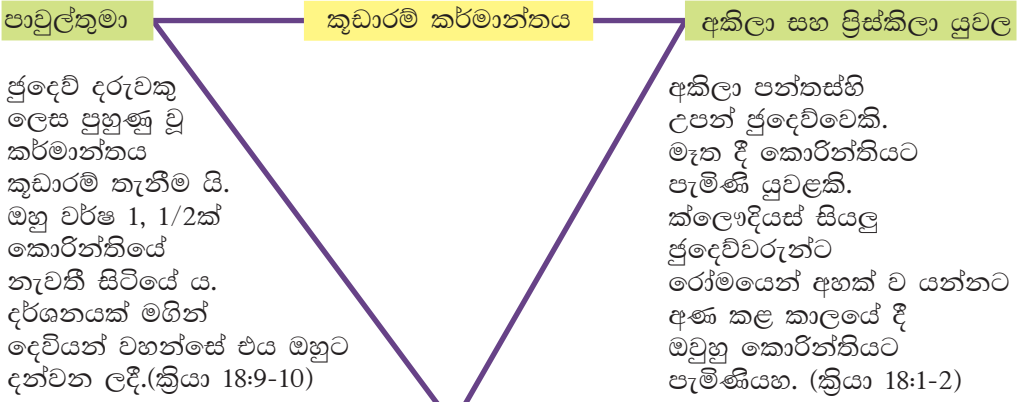 පාවුල්තුමා
කූඩාරම් කර්මාන්තය
අකිලා සහ ප්‍රිස්කිලා යුවල
ජුදෙව් දරුවකු
ලෙස පුහුණු වූ
කර්මාන්තය
කූඩාරම් තැනීම යි.
ඔහු වර්ෂ 1, 1/2ක්
කොරින්තියේ
නැවතී සිටියේ ය.
දර්ශනයක් මගින්
දෙවියන් වහන්සේ එය ඔහුට
දන්වන ලදී.(ක්‍රියා 18:9-10)
අකිලා පන්තස්හි
උපන් ජුදෙව්වෙකි.
මෑත දී කොරින්තියට
පැමිණි යුවළකි.
ක්ලෞදියස් සියලු
ජුදෙව්වරුන්ට
රෝමයෙන් අහක් ව යන්නට
අණ කළ කාලයේ දී
ඔවුහු කොරින්තියට
පැමිණියහ. (ක්‍රියා 18:1-2)